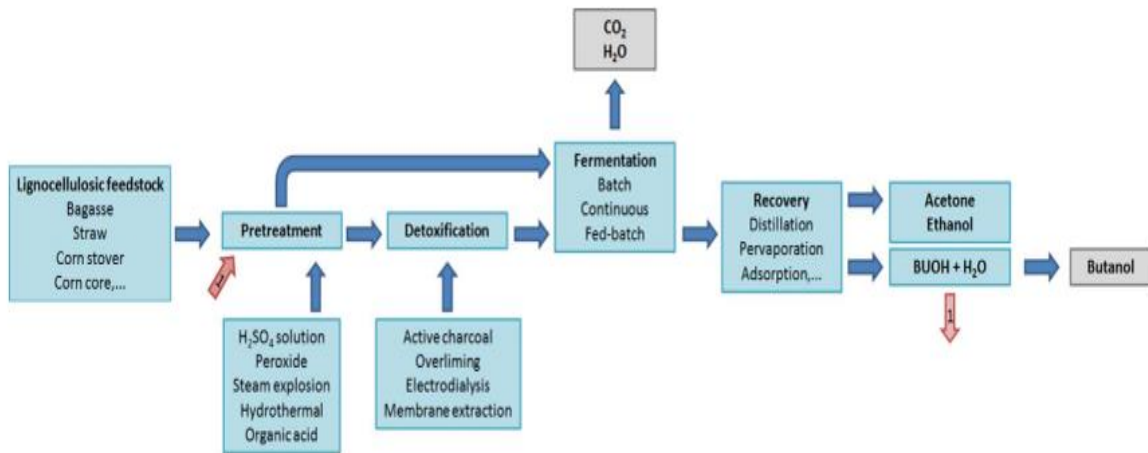 CO₂
H₂O
Lignocellulosic feedstock
Bagasse
Straw
Corn stover
Corn core,...
Pretreatment
Detoxification
Fermentation
Batch
Continuous
Fed-batch
Recovery
Distillation
Pervaporation
Adsorption,...
Acetone
Ethanol
BUOH + H₂O
Butanol
1
1
H₂SO₄ solution
Peroxide
Steam explosion
Hydrothermal
Organic acid
Active charcoal
Overliming
Electrodialysis
Membrane extraction